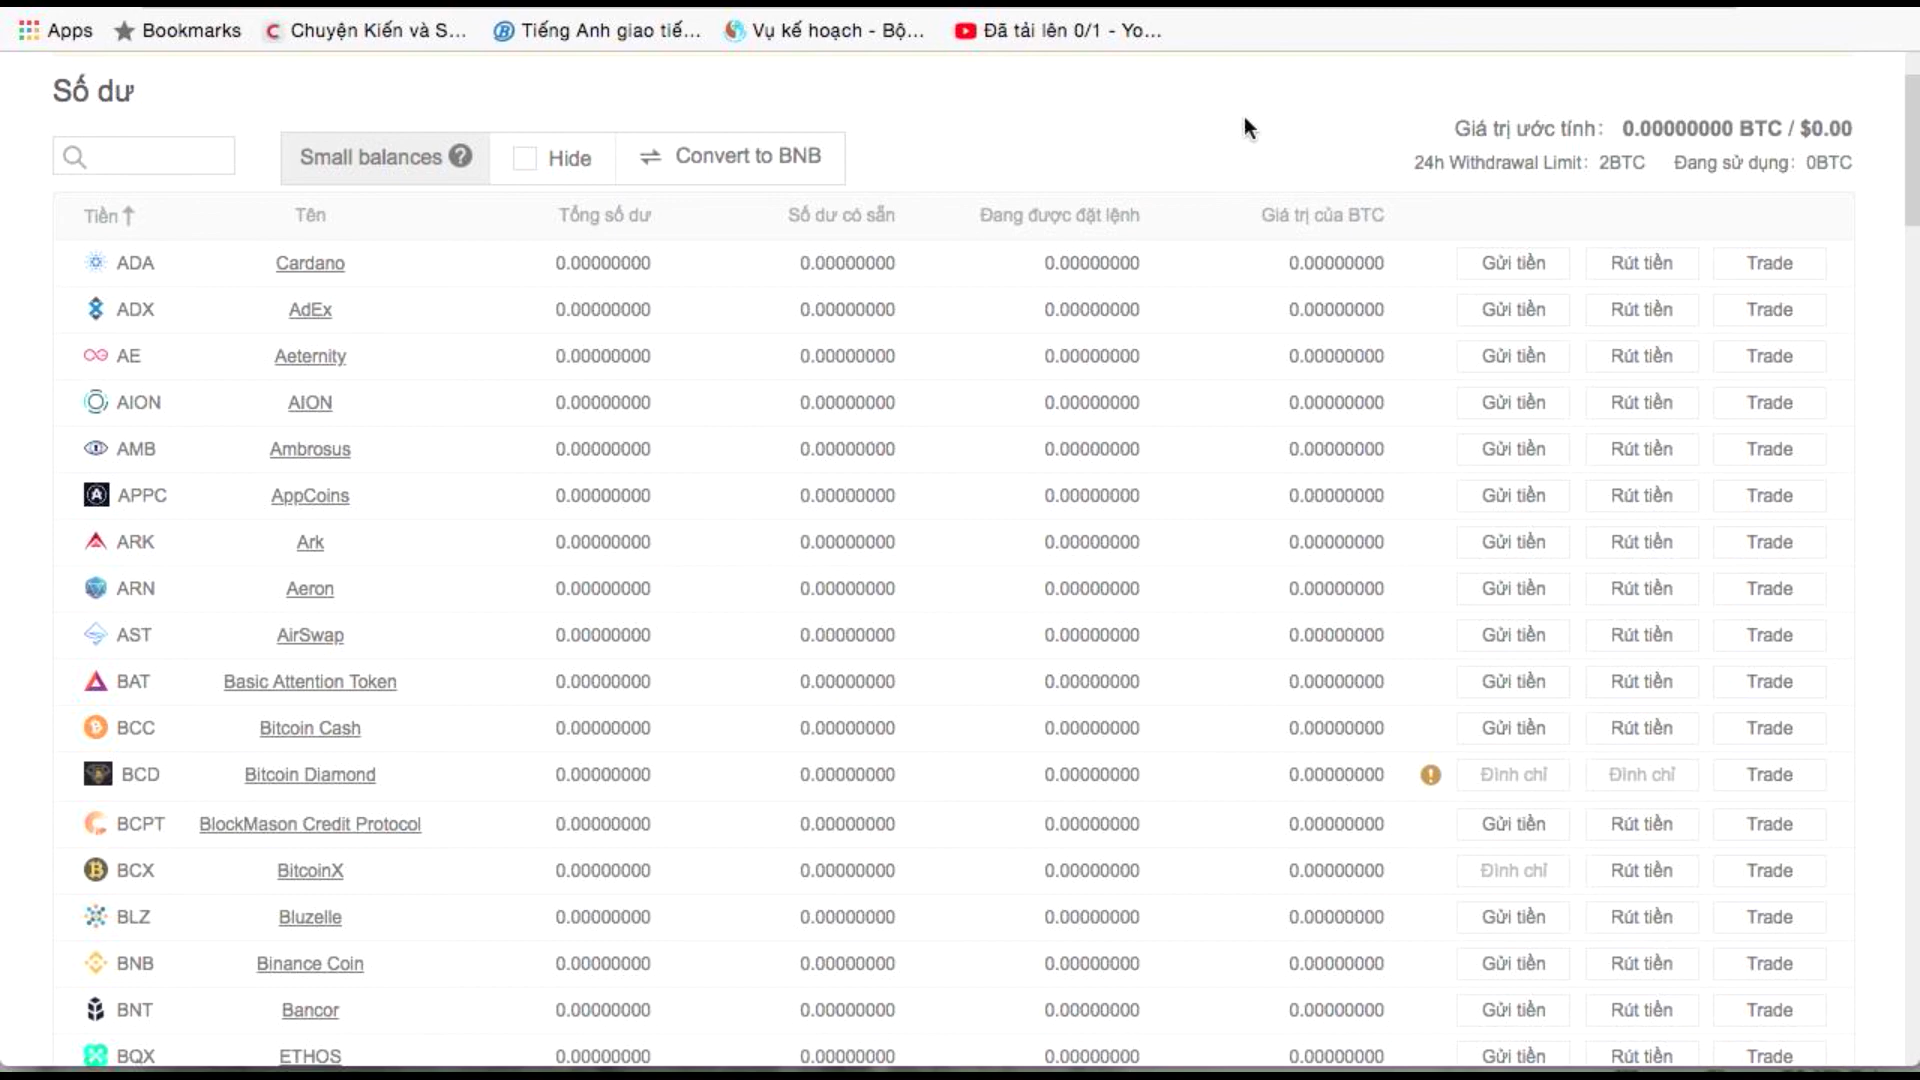 Apps Bookmarks Chuyện Kiến và S... Tiếng Anh giao tiế... Vụ kế hoạch - Bộ... Đã tải lên 0/1 - Yo...
Số dư
Giá trị ước tính: 0.00000000 BTC / $0.00
Small balances ? Hide Convert to BNB
24h Withdrawal Limit: 2BTC Đang sử dụng: 0BTC
Tiền↑ Tên Tổng số dư Số dư có sẵn Đang được đặt lệnh Giá trị của BTC
ADA Cardano 0.00000000 0.00000000 0.00000000 0.00000000 Gửi tiền Rút tiền Trade
ADX AdEx 0.00000000 0.00000000 0.00000000 0.00000000 Gửi tiền Rút tiền Trade
AE Aeternity 0.00000000 0.00000000 0.00000000 0.00000000 Gửi tiền Rút tiền Trade
AION AION 0.00000000 0.00000000 0.00000000 0.00000000 Gửi tiền Rút tiền Trade
AMB Ambrosus 0.00000000 0.00000000 0.00000000 0.00000000 Gửi tiền Rút tiền Trade
APPC AppCoins 0.00000000 0.00000000 0.00000000 0.00000000 Gửi tiền Rút tiền Trade
ARK Ark 0.00000000 0.00000000 0.00000000 0.00000000 Gửi tiền Rút tiền Trade
ARN Aeron 0.00000000 0.00000000 0.00000000 0.00000000 Gửi tiền Rút tiền Trade
AST AirSwap 0.00000000 0.00000000 0.00000000 0.00000000 Gửi tiền Rút tiền Trade
BAT Basic Attention Token 0.00000000 0.00000000 0.00000000 0.00000000 Gửi tiền Rút tiền Trade
BCC Bitcoin Cash 0.00000000 0.00000000 0.00000000 0.00000000 Gửi tiền Rút tiền Trade
BCD Bitcoin Diamond 0.00000000 0.00000000 0.00000000 0.00000000 Đình chỉ Đình chỉ Trade
BCPT BlockMason Credit Protocol 0.00000000 0.00000000 0.00000000 0.00000000 Gửi tiền Rút tiền Trade
BCX BitcoinX 0.00000000 0.00000000 0.00000000 0.00000000 Đình chỉ Rút tiền Trade
BLZ Bluzelle 0.00000000 0.00000000 0.00000000 0.00000000 Gửi tiền Rút tiền Trade
BNB Binance Coin 0.00000000 0.00000000 0.00000000 0.00000000 Gửi tiền Rút tiền Trade
BNT Bancor 0.00000000 0.00000000 0.00000000 0.00000000 Gửi tiền Rút tiền Trade
BQX ETHOS 0.00000000 0.00000000 0.00000000 0.00000000 Gửi tiền Rút tiền Trade